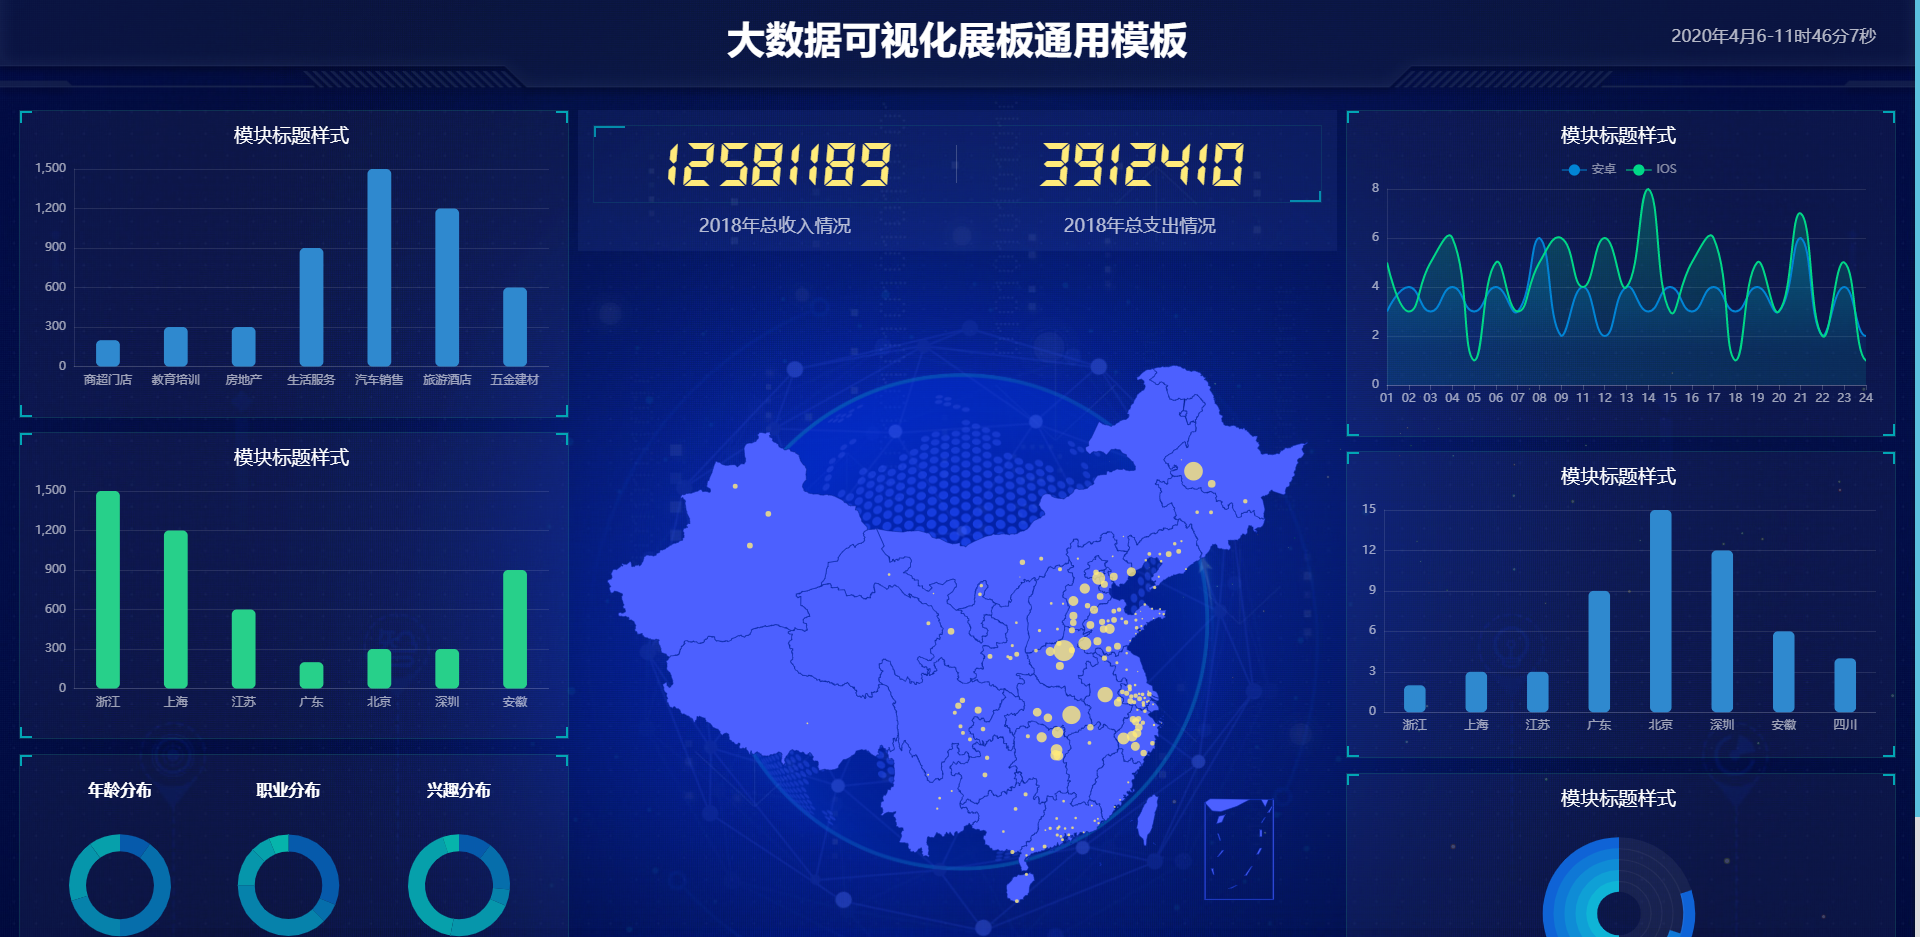 大数据可视化展板通用模板
2020年4月6-11时46分7秒
模块标题样式
1,500
1,200
900
600
300
0
商超门店 教育培训 房地产 生活服务 汽车销售 旅游酒店 五金建材
模块标题样式
1,500
1,200
900
600
300
0
浙江 上海 江苏 广东 北京 深圳 安徽
年龄分布 职业分布 兴趣分布
12581189 3912410
2018年总收入情况 2018年总支出情况
模块标题样式
安卓 IOS
8
6
4
2
0
01 02 03 04 05 06 07 08 09 11 12 13 14 15 16 17 18 19 20 21 22 23 24
模块标题样式
15
12
9
6
3
0
浙江 上海 江苏 广东 北京 深圳 安徽 四川
模块标题样式